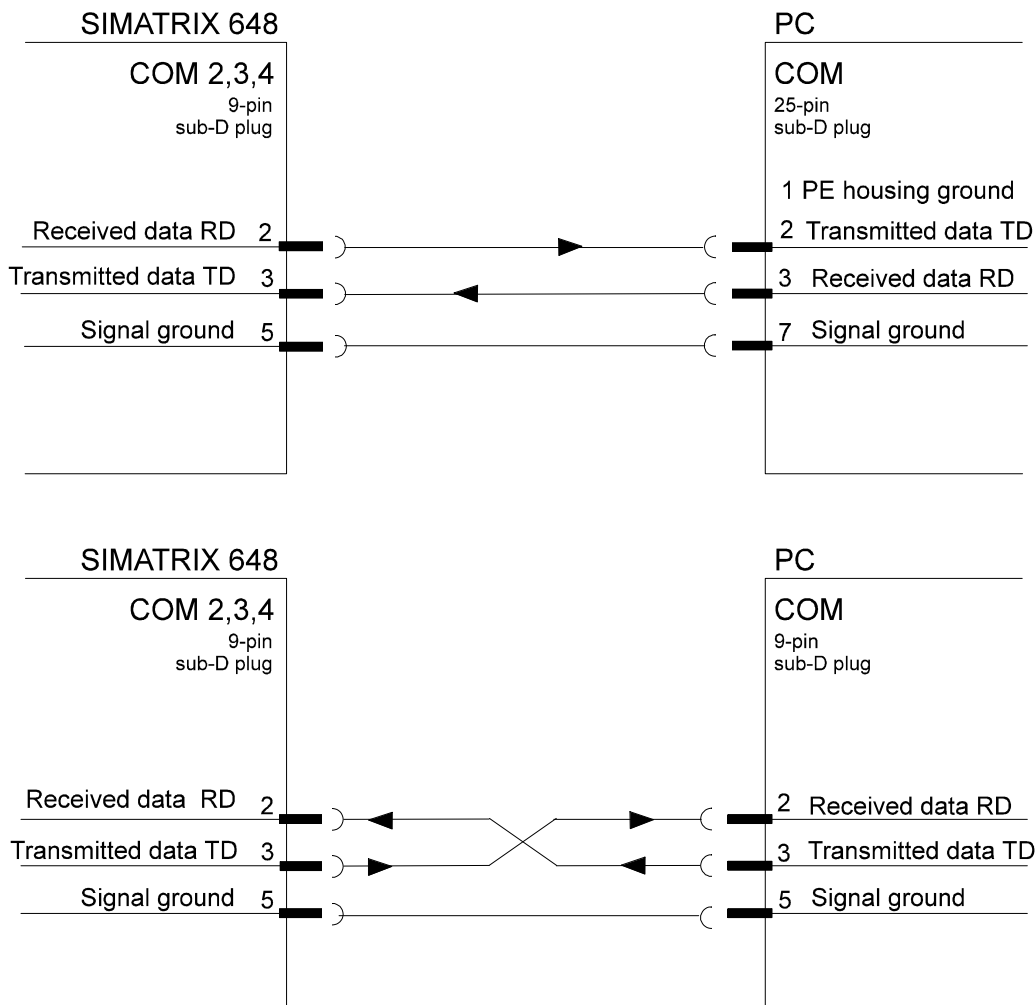 SIMATRIX 648
COM 2,3,4
9-pin
sub-D plug
Received data RD 2
Transmitted data TD 3
Signal ground 5
PC
COM
25-pin
sub-D plug
1 PE housing ground
2 Transmitted data TD
3 Received data RD
7 Signal ground
SIMATRIX 648
COM 2,3,4
9-pin
sub-D plug
Received data RD 2
Transmitted data TD 3
Signal ground 5
PC
COM
9-pin
sub-D plug
2 Received data RD
3 Transmitted data TD
5 Signal ground